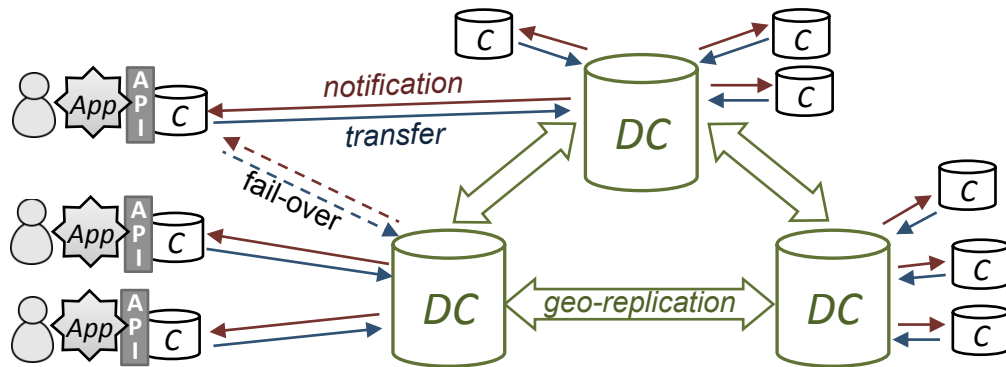 C
C
App
API
C
notification
transfer
DC
C
fail-over
C
App
API
C
DC
geo-replication
DC
C
App
API
C
C